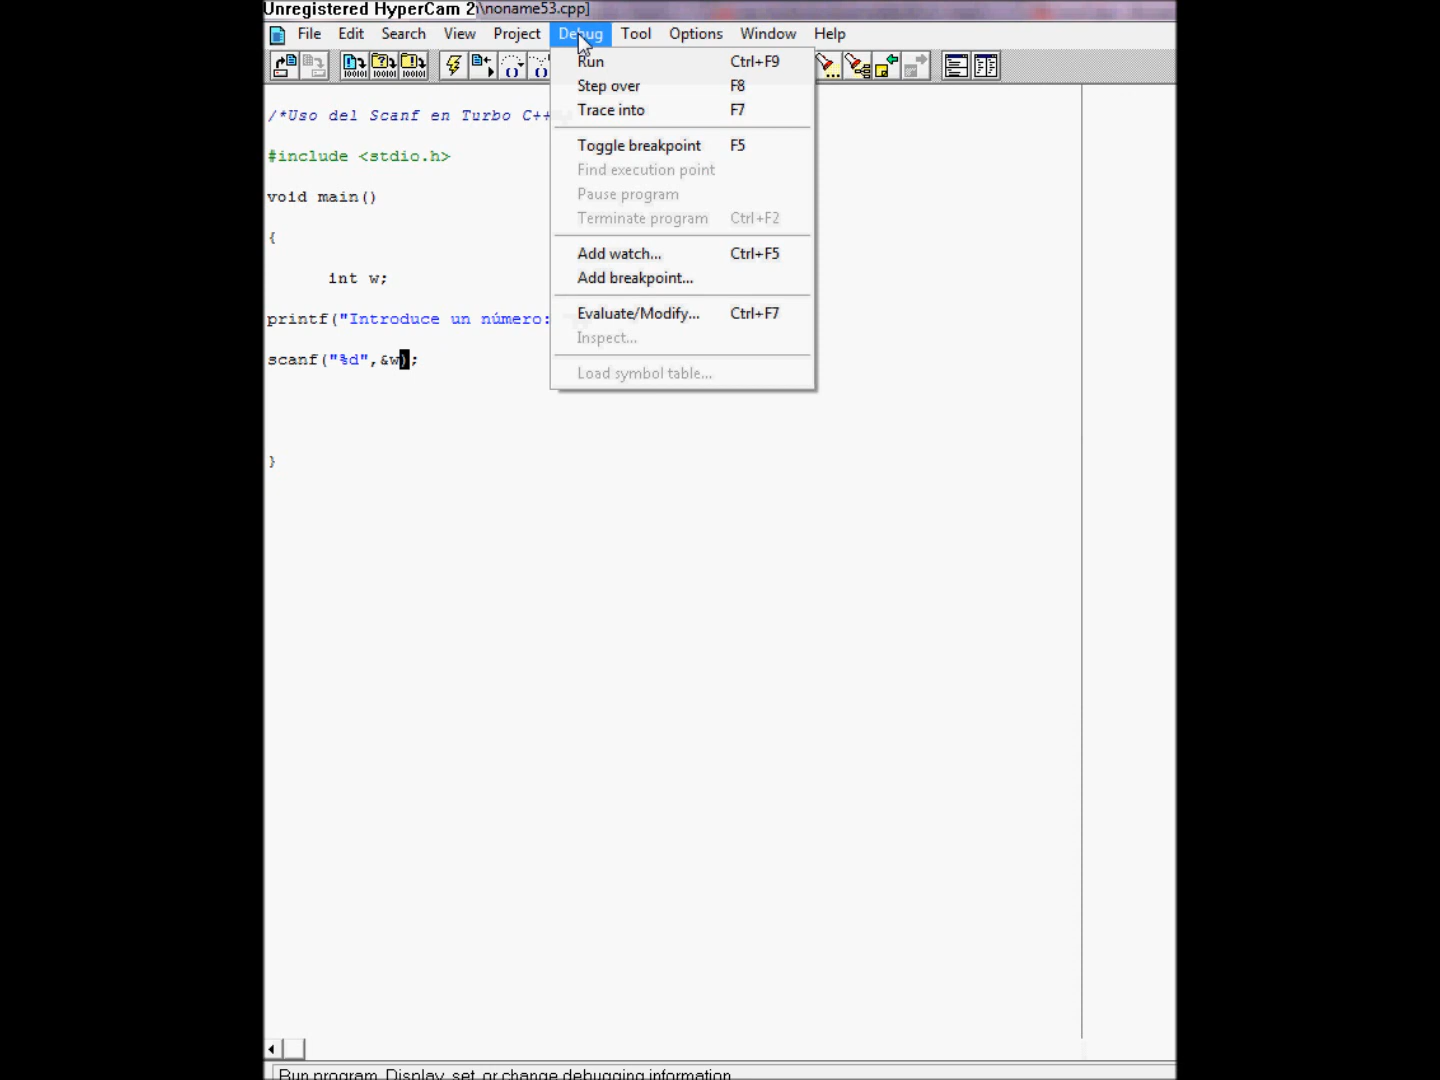 Unregistered HyperCam 2\noname53.cpp]
File Edit Search View Project Debug Tool Options Window Help
Run Ctrl+F9
Step over F8
Trace into F7
Toggle breakpoint F5
Find execution point
Pause program
Terminate program Ctrl+F2
Add watch... Ctrl+F5
Add breakpoint...
Evaluate/Modify... Ctrl+F7
Inspect...
Load symbol table...
/*Uso del Scanf en Turbo C++
#include <stdio.h>
void main()
{
int w;
printf("Introduce un número:
scanf("%d",&w);
}
Run program. Display, set, or change debugging information